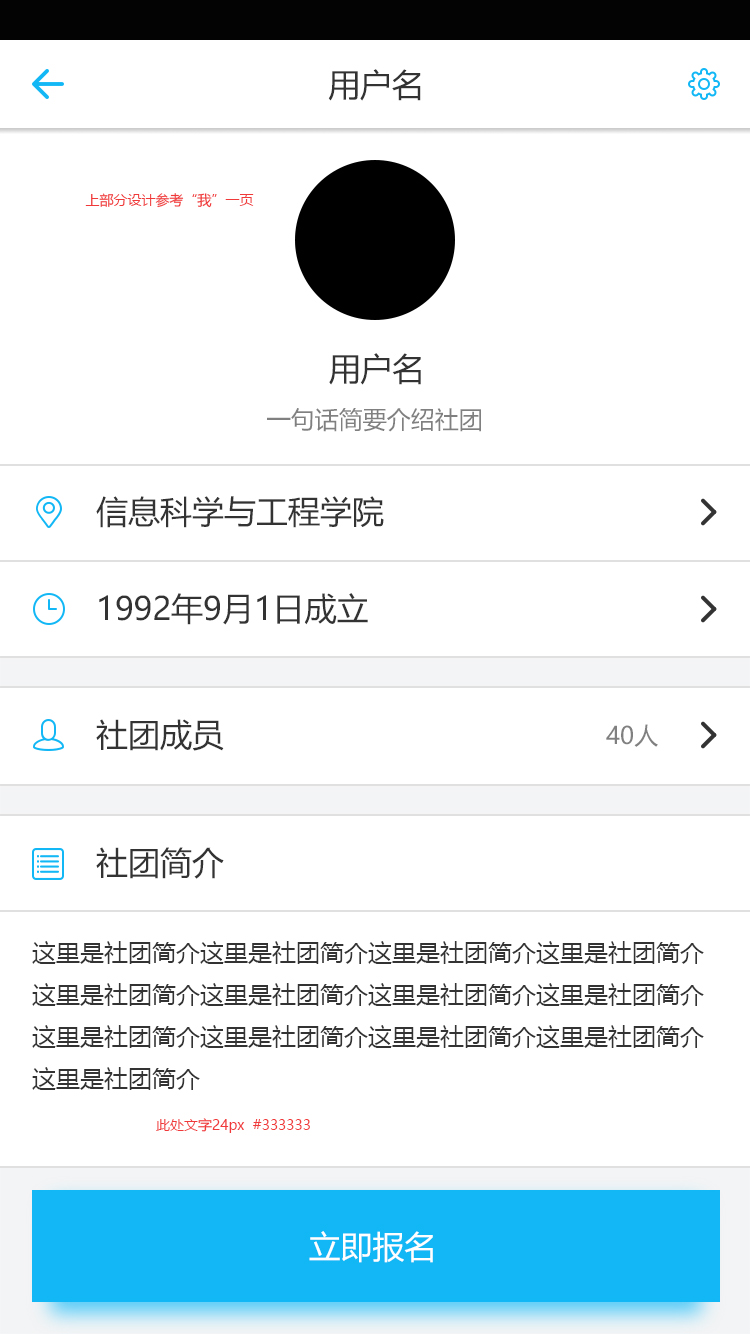 用户名
上部分设计参考“我”一页
用户名
一句话简要介绍社团
信息科学与工程学院
1992年9月1日成立
社团成员 40人
社团简介
这里是社团简介这里是社团简介这里是社团简介这里是社团简介
这里是社团简介这里是社团简介这里是社团简介这里是社团简介
这里是社团简介这里是社团简介这里是社团简介这里是社团简介
这里是社团简介
此处文字24px #333333
立即报名